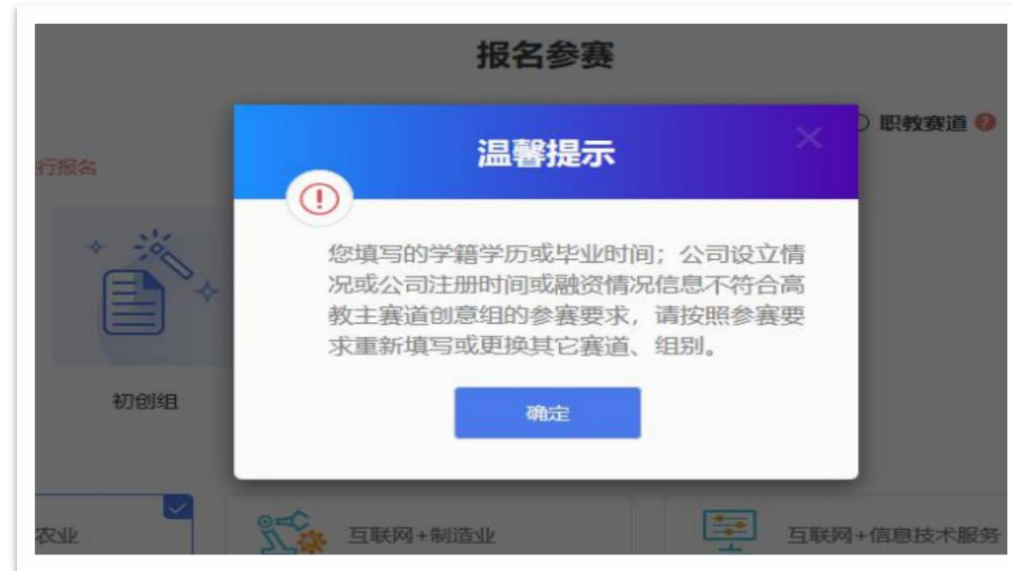 报名参赛
职教赛道
行报名
温馨提示
您填写的学籍学历或毕业时间；公司设立情
况或公司注册时间或融资情况信息不符合高
教主赛道创意组的参赛要求，请按照参赛要
求重新填写或更换其它赛道、组别。
初创组
确定
农业
互联网+制造业
互联网+信息技术服务